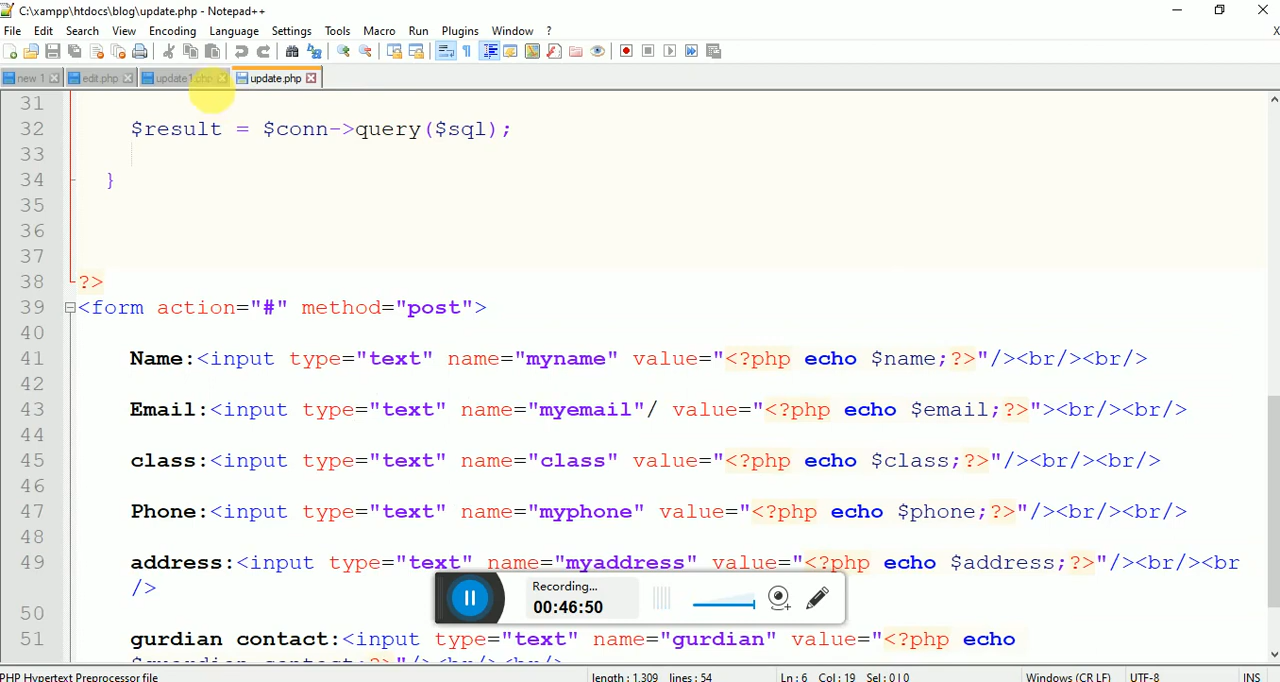 C:\xampp\htdocs\blog\update.php - Notepad++
File Edit Search View Encoding Language Settings Tools Macro Run Plugins Window ? X
new 1 edit.php update1.php update.php
31
32 $result = $conn->query($sql);
33
34 }
35
36
37
38 ?>
39 <form action="#" method="post">
40
41 Name:<input type="text" name="myname" value="<?php echo $name;?>"/><br/><br/>
42
43 Email:<input type="text" name="myemail"/ value="<?php echo $email;?>"><br/><br/>
44
45 class:<input type="text" name="class" value="<?php echo $class;?>"/><br/><br/>
46
47 Phone:<input type="text" name="myphone" value="<?php echo $phone;?>"/><br/><br/>
48
49 address:<input type="text" name="myaddress" value="<?php echo $address;?>"/><br/><br
/>
Recording...
00:46:50
50
51 gurdian contact:<input type="text" name="gurdian" value="<?php echo
PHP Hypertext Preprocessor file length : 1,309 lines : 54 Ln : 6 Col : 19 Sel : 0 | 0 Windows (CR LF) UTF-8 INS